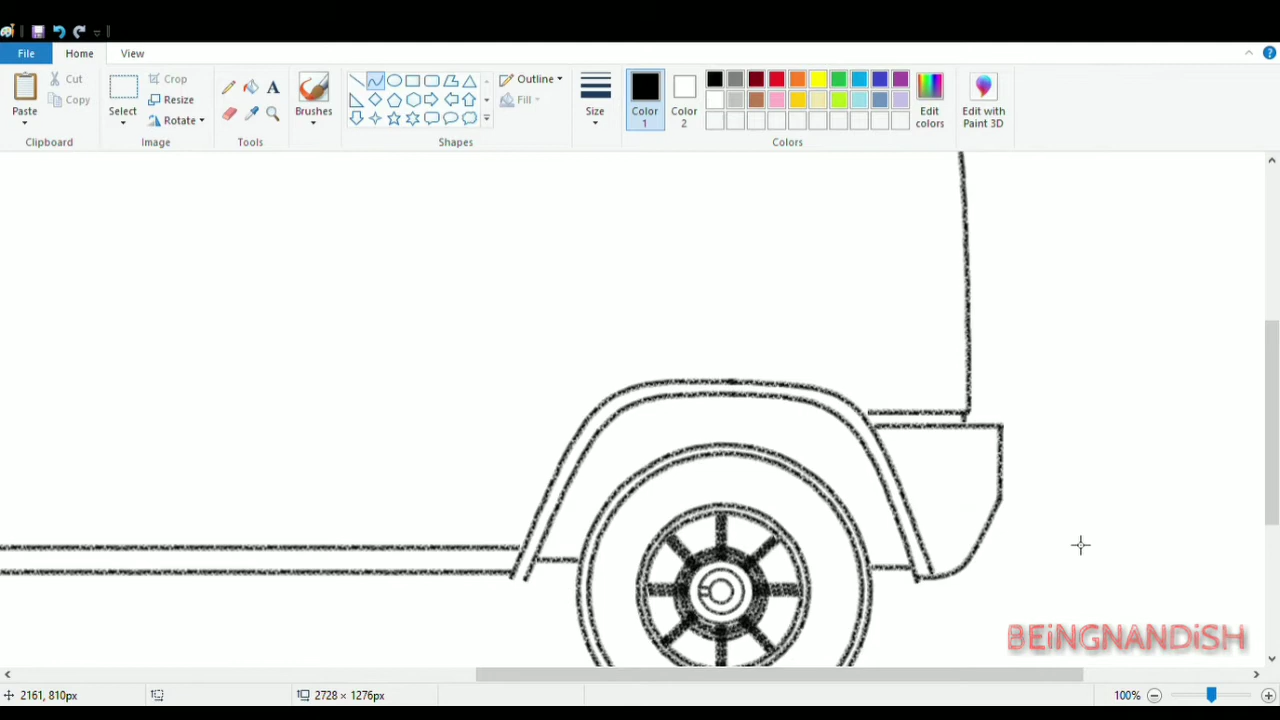 File Home View
Paste Cut Copy Select Crop Resize Rotate Brushes Outline Fill Size Color 1 Color 2 Edit colors Edit with Paint 3D
Clipboard Image Tools Shapes Colors
BEiNGNANDiSH
2161, 810px 2728 × 1276px 100%